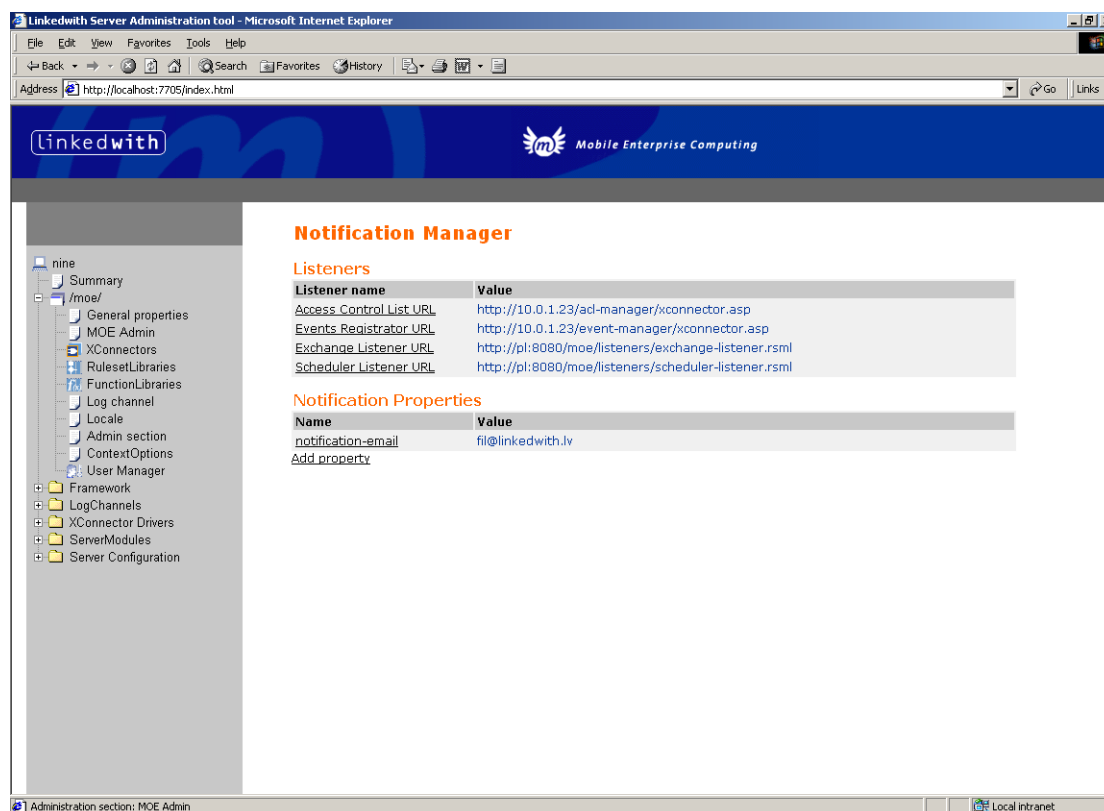 Linkedwith Server Administration tool - Microsoft Internet Explorer
File Edit View Favorites Tools Help
Back Search Favorites History
Address http://localhost:7705/index.html Go Links
linkedwith
m Mobile Enterprise Computing
Notification Manager
Listeners
Listener name Value
Access Control List URL http://10.0.1.23/acl-manager/xconnector.asp
Events Registrator URL http://10.0.1.23/event-manager/xconnector.asp
Exchange Listener URL http://pl:8080/moe/listeners/exchange-listener.rsml
Scheduler Listener URL http://pl:8080/moe/listeners/scheduler-listener.rsml
Notification Properties
Name Value
notification-email fil@linkedwith.lv
Add property
nine
Summary
/moe/
General properties
MOE Admin
XConnectors
RulesetLibraries
FunctionLibraries
Log channel
Locale
Admin section
ContextOptions
User Manager
Framework
LogChannels
XConnector Drivers
ServerModules
Server Configuration
Administration section: MOE Admin Local intranet